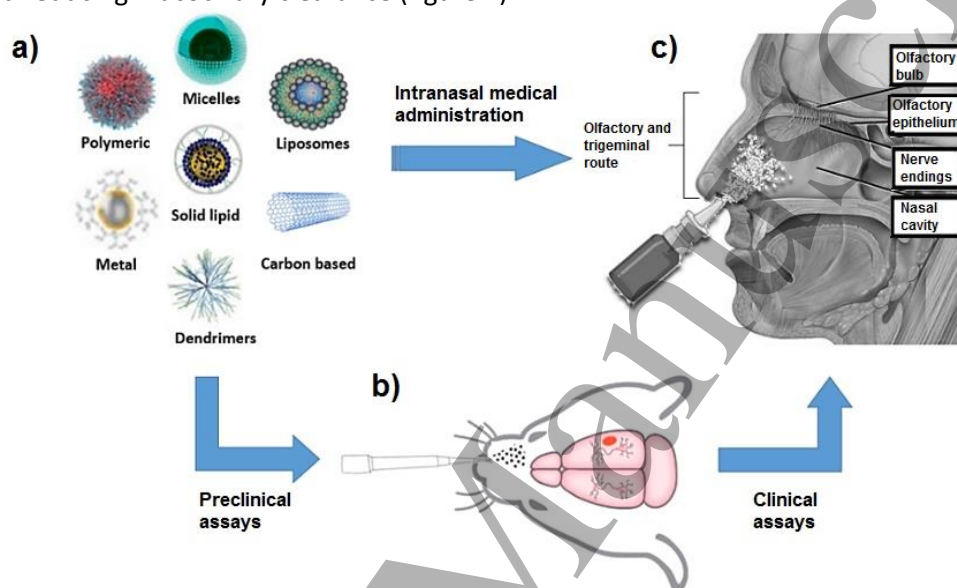 a)
Micelles
Polymeric
Liposomes
Solid lipid
Metal
Carbon based
Dendrimers
Intranasal medical
administration
c)
Olfactory and
trigeminal
route
Olfactory
bulb
Olfactory
epithelium
Nerve
endings
Nasal
cavity
b)
Preclinical
assays
Clinical
assays